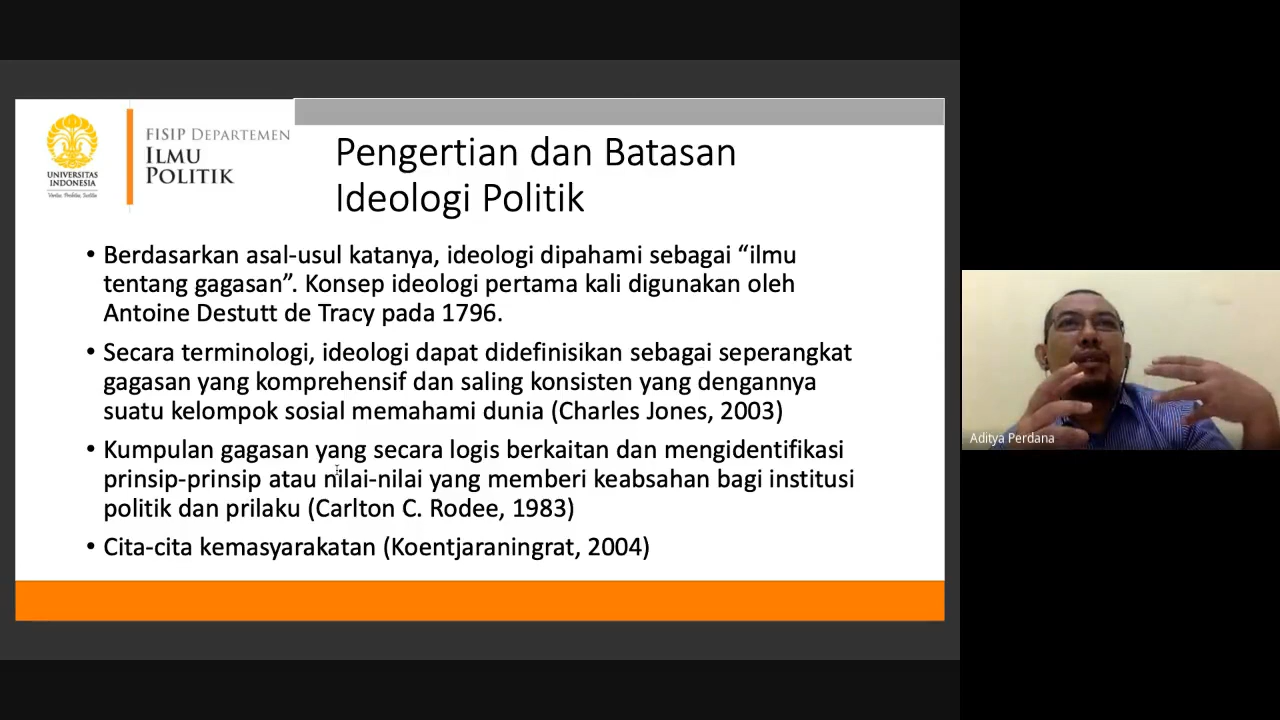 UNIVERSITAS
INDONESIA
FISIP DEPARTEMEN
ILMU
POLITIK
Pengertian dan Batasan
Ideologi Politik
• Berdasarkan asal-usul katanya, ideologi dipahami sebagai “ilmu
tentang gagasan”. Konsep ideologi pertama kali digunakan oleh
Antoine Destutt de Tracy pada 1796.
• Secara terminologi, ideologi dapat didefinisikan sebagai seperangkat
gagasan yang komprehensif dan saling konsisten yang dengannya
suatu kelompok sosial memahami dunia (Charles Jones, 2003)
• Kumpulan gagasan yang secara logis berkaitan dan mengidentifikasi
prinsip-prinsip atau nilai-nilai yang memberi keabsahan bagi institusi
politik dan prilaku (Carlton C. Rodee, 1983)
• Cita-cita kemasyarakatan (Koentjaraningrat, 2004)
Aditya Perdana